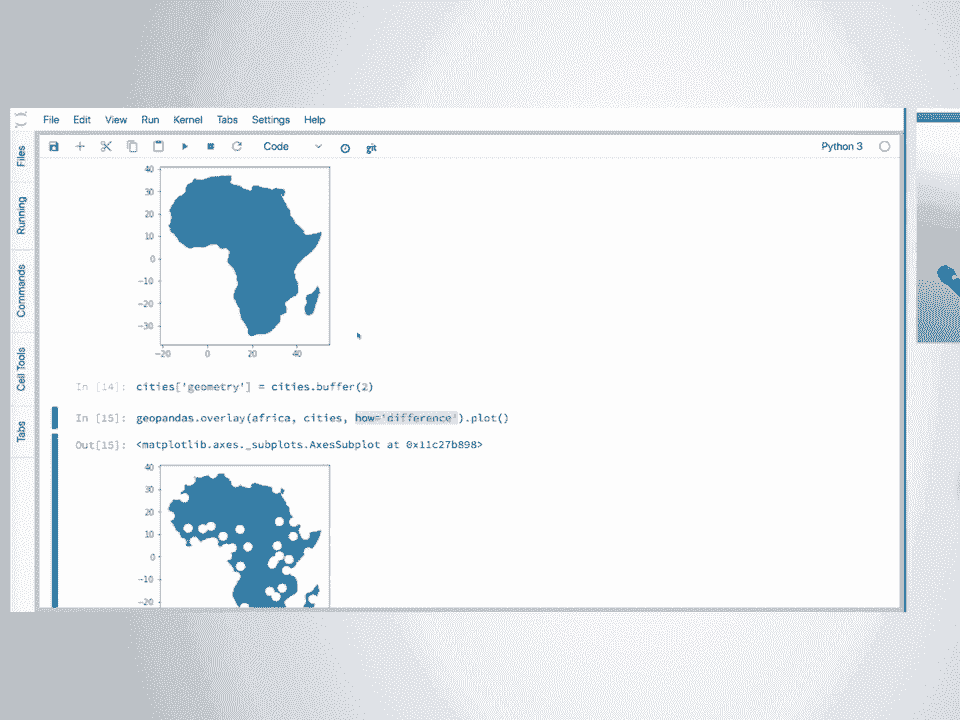 File Edit View Run Kernel Tabs Settings Help
Files
Running
Commands
Cell Tools
Tabs
Code
git
Python 3
40
30
20
10
0
−10
−20
−30
−20 0 20 40
In [14]: cities['geometry'] = cities.buffer(2)
In [15]: geopandas.overlay(africa, cities, how='difference').plot()
Out[15]: <matplotlib.axes._subplots.AxesSubplot at 0x11c27b898>
40
30
20
10
0
−10
−20